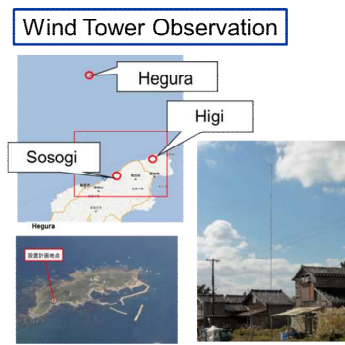 Wind Tower Observation
Hegura
Higi
Sosogi
Hegura
設置計画地点